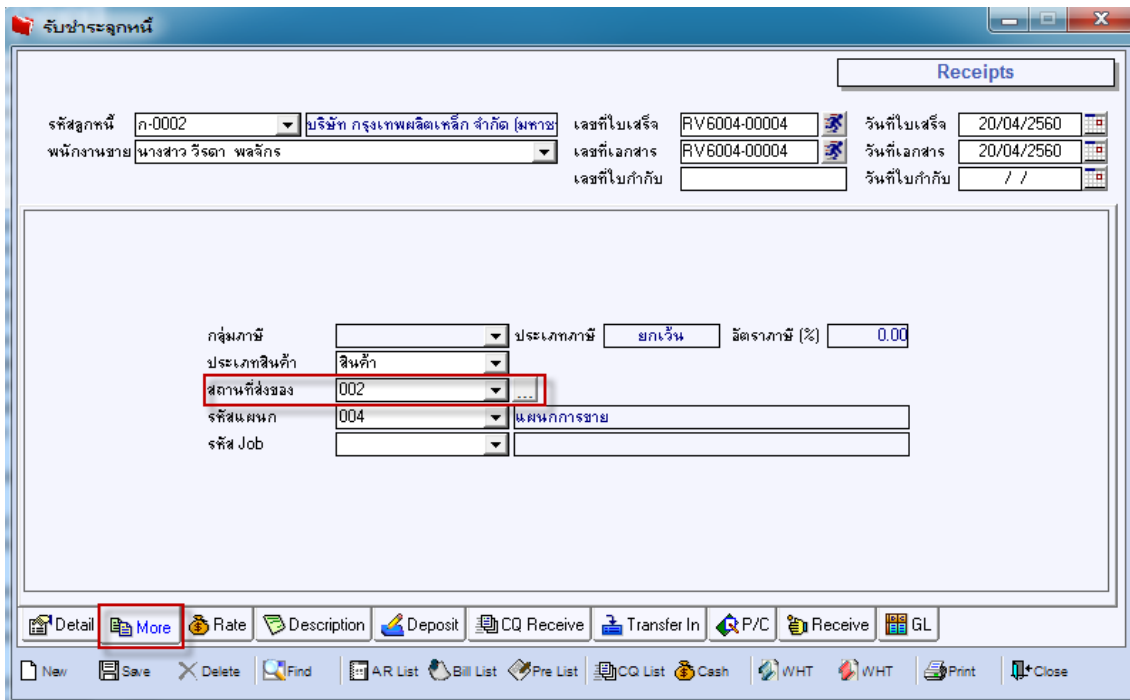 รับชำระลูกหนี้
Receipts
รหัสลูกหนี้ ก-0002 บริษัท กรุงเทพผลิตเหล็ก จำกัด (มหาช เลขที่ใบเสร็จ RV6004-00004 วันที่ใบเสร็จ 20/04/2560
พนักงานขาย นางสาว วิรดา พลจักร เลขที่เอกสาร RV6004-00004 วันที่เอกสาร 20/04/2560
เลขที่ใบกำกับ วันที่ใบกำกับ / /
กลุ่มภาษี ประเภทภาษี ยกเว้น อัตราภาษี (%) 0.00
ประเภทสินค้า สินค้า
สถานที่ส่งของ 002 ...
รหัสแผนก 004 แผนกการขาย
รหัส Job
Detail More Rate Description Deposit CQ Receive Transfer In P/C Receive GL
New Save Delete Find AR List Bill List Pre List CQ List Cash WHT WHT Print Close